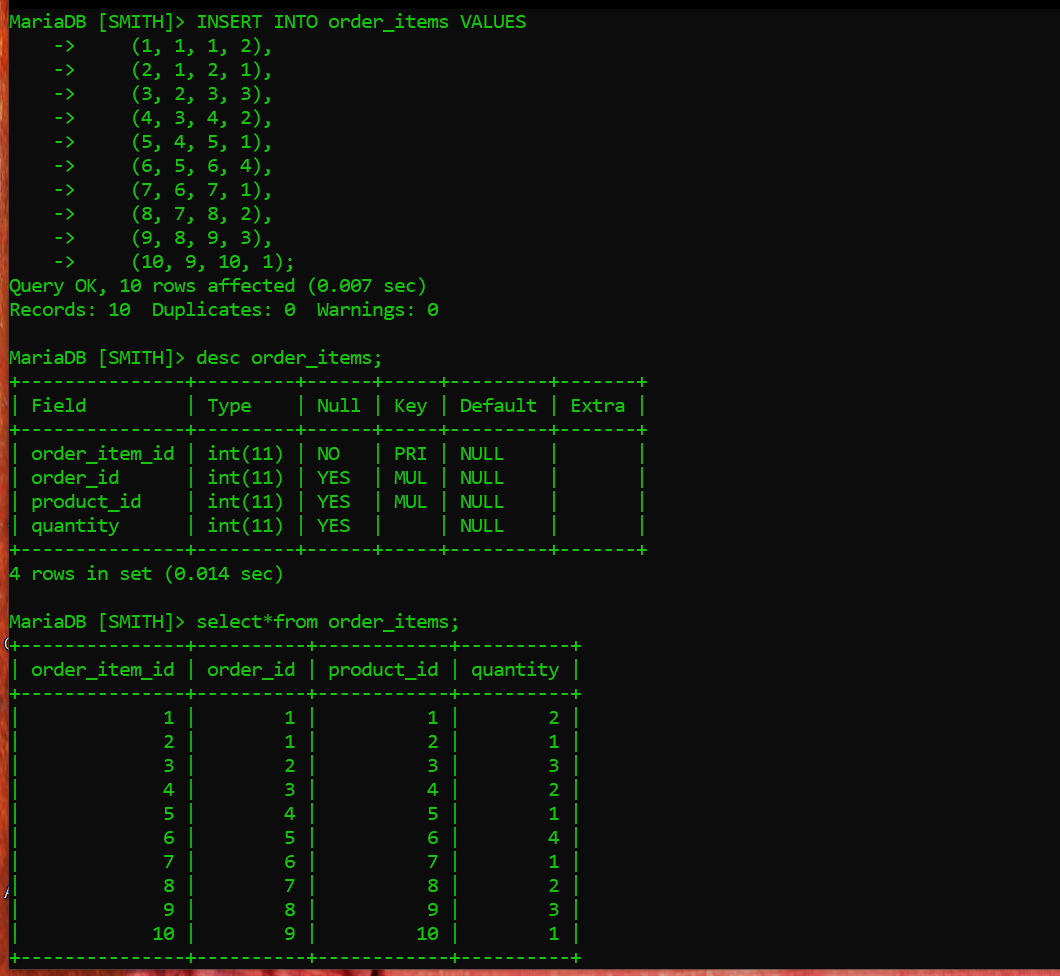 MariaDB [SMITH]> INSERT INTO order_items VALUES
    ->     (1, 1, 1, 2),
    ->     (2, 1, 2, 1),
    ->     (3, 2, 3, 3),
    ->     (4, 3, 4, 2),
    ->     (5, 4, 5, 1),
    ->     (6, 5, 6, 4),
    ->     (7, 6, 7, 1),
    ->     (8, 7, 8, 2),
    ->     (9, 8, 9, 3),
    ->     (10, 9, 10, 1);
Query OK, 10 rows affected (0.007 sec)
Records: 10  Duplicates: 0  Warnings: 0

MariaDB [SMITH]> desc order_items;
+---------------+---------+------+-----+---------+-------+
| Field         | Type    | Null | Key | Default | Extra |
+---------------+---------+------+-----+---------+-------+
| order_item_id | int(11) | NO   | PRI | NULL    |       |
| order_id      | int(11) | YES  | MUL | NULL    |       |
| product_id    | int(11) | YES  | MUL | NULL    |       |
| quantity      | int(11) | YES  |     | NULL    |       |
+---------------+---------+------+-----+---------+-------+
4 rows in set (0.014 sec)

MariaDB [SMITH]> select*from order_items;
+---------------+----------+------------+----------+
| order_item_id | order_id | product_id | quantity |
+---------------+----------+------------+----------+
|             1 |        1 |          1 |        2 |
|             2 |        1 |          2 |        1 |
|             3 |        2 |          3 |        3 |
|             4 |        3 |          4 |        2 |
|             5 |        4 |          5 |        1 |
|             6 |        5 |          6 |        4 |
|             7 |        6 |          7 |        1 |
|             8 |        7 |          8 |        2 |
|             9 |        8 |          9 |        3 |
|            10 |        9 |         10 |        1 |
+---------------+----------+------------+----------+